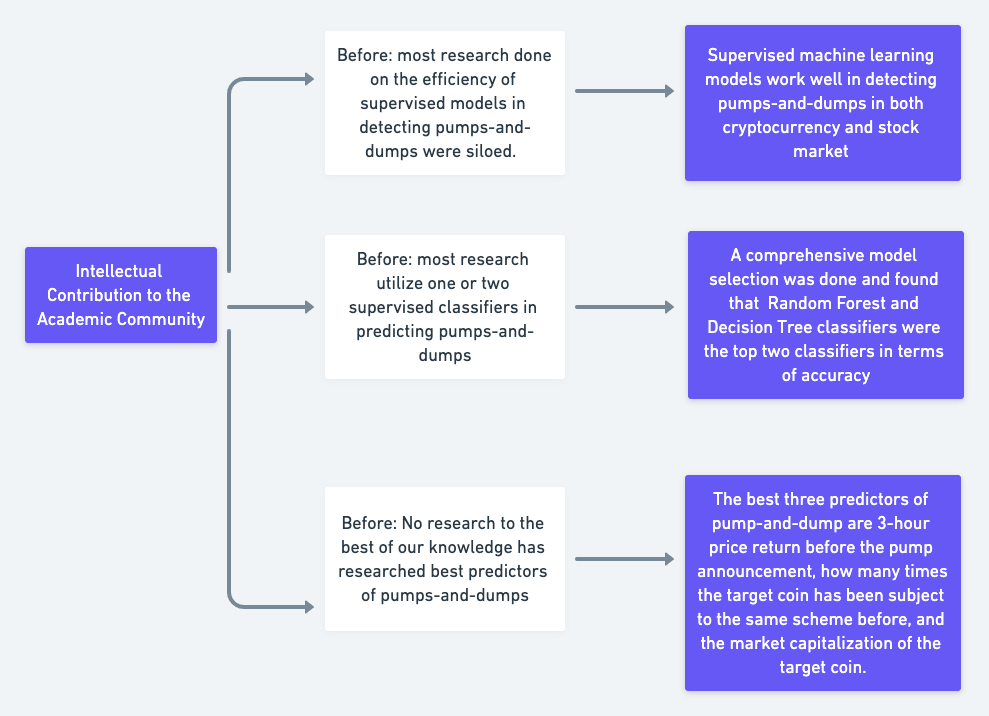 Intellectual
Contribution to the
Academic Community
Before: most research done
on the efficiency of
supervised models in
detecting pumps-and-
dumps were siloed.
Supervised machine learning
models work well in detecting
pumps-and-dumps in both
cryptocurrency and stock
market
Before: most research
utilize one or two
supervised classifiers in
predicting pumps-and-
dumps
A comprehensive model
selection was done and found
that  Random Forest and
Decision Tree classifiers were
the top two classifiers in terms
of accuracy
Before: No research to the
best of our knowledge has
researched best predictors
of pumps-and-dumps
The best three predictors of
pump-and-dump are 3-hour
price return before the pump
announcement, how many times
the target coin has been subject
to the same scheme before, and
the market capitalization of the
target coin.